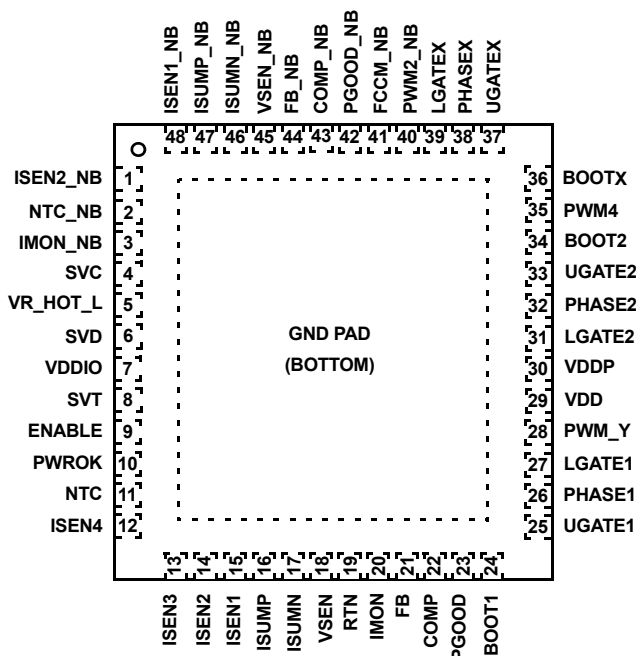 ISEN1_NB
ISUMP_NB
ISUMN_NB
VSEN_NB
FB_NB
COMP_NB
PGOOD_NB
FCCM_NB
PWM2_NB
LGATEX
PHASEX
UGATEX
48 47 46 45 44 43 42 41 40 39 38 37
ISEN2_NB 1
NTC_NB 2
IMON_NB 3
SVC 4
VR_HOT_L 5
SVD 6
VDDIO 7
SVT 8
ENABLE 9
PWROK 10
NTC 11
ISEN4 12
GND PAD
(BOTTOM)
36 BOOTX
35 PWM4
34 BOOT2
33 UGATE2
32 PHASE2
31 LGATE2
30 VDDP
29 VDD
28 PWM_Y
27 LGATE1
26 PHASE1
25 UGATE1
13 14 15 16 17 18 19 20 21 22 23 24
ISEN3
ISEN2
ISEN1
ISUMP
ISUMN
VSEN
RTN
IMON
FB
COMP
PGOOD
BOOT1